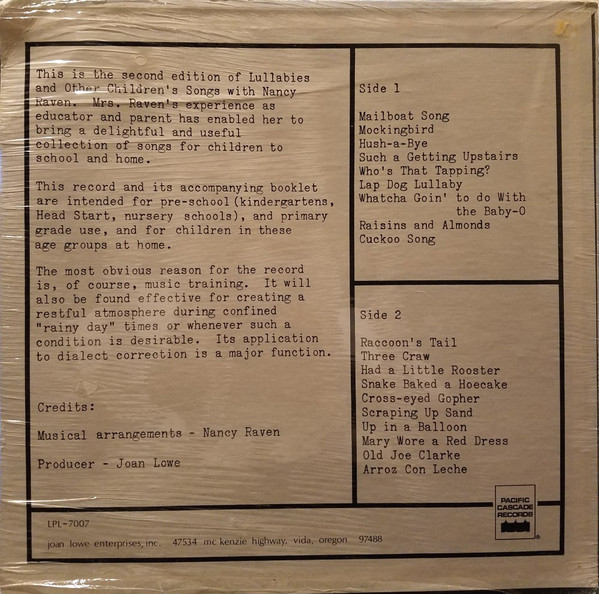 This is the second edition of Lullabies
and Other Children's Songs with Nancy
Raven. Mrs. Raven's experience as
educator and parent has enabled her to
bring a delightful and useful
collection of songs for children to
school and home.
This record and its accompanying booklet
are intended for pre-school (kindergartens,
Head Start, nursery schools), and primary
grade use, and for children in these
age groups at home.
The most obvious reason for the record
is, of course, music training. It will
also be found effective for creating a
restful atmosphere during confined
"rainy day" times or whenever such a
condition is desirable. Its application
to dialect correction is a major function.
Credits:
Musical arrangements - Nancy Raven
Producer - Joan Lowe
Side 1
Mailboat Song
Mockingbird
Hush-a-Bye
Such a Getting Upstairs
Who's That Tapping?
Lap Dog Lullaby
Whatcha Goin' to do With
the Baby-O
Raisins and Almonds
Cuckoo Song
Side 2
Raccoon's Tail
Three Craw
Had a Little Rooster
Snake Baked a Hoecake
Cross-eyed Gopher
Scraping Up Sand
Up in a Balloon
Mary Wore a Red Dress
Old Joe Clarke
Arroz Con Leche
PACIFIC
CASCADE
RECORDS
®
LPL-7007
joan lowe enterprises, inc. 47534 mc kenzie highway, vida, oregon 97488